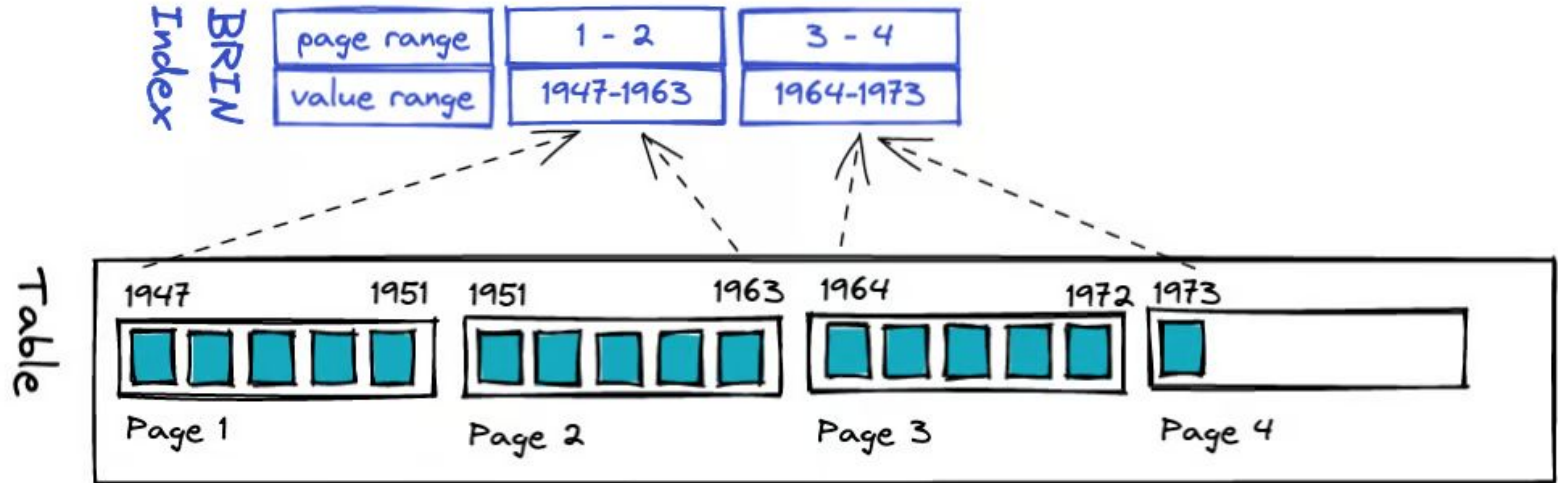 BRIN
Index
page range 1 - 2 3 - 4
value range 1947-1963 1964-1973
Table
1947 1951 1951 1963 1964 1972 1973
Page 1 Page 2 Page 3 Page 4